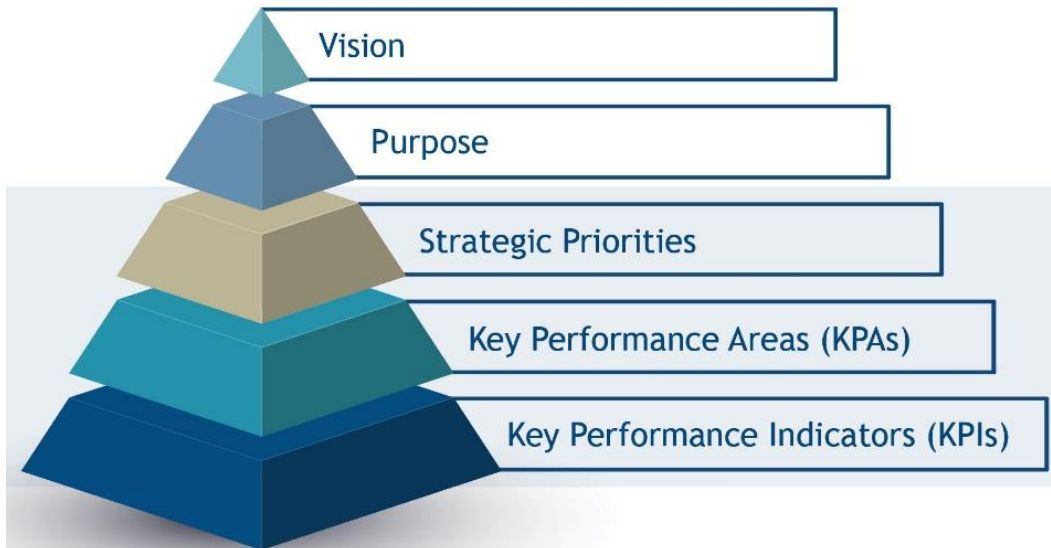 Vision
Purpose
Strategic Priorities
Key Performance Areas (KPAs)
Key Performance Indicators (KPIs)